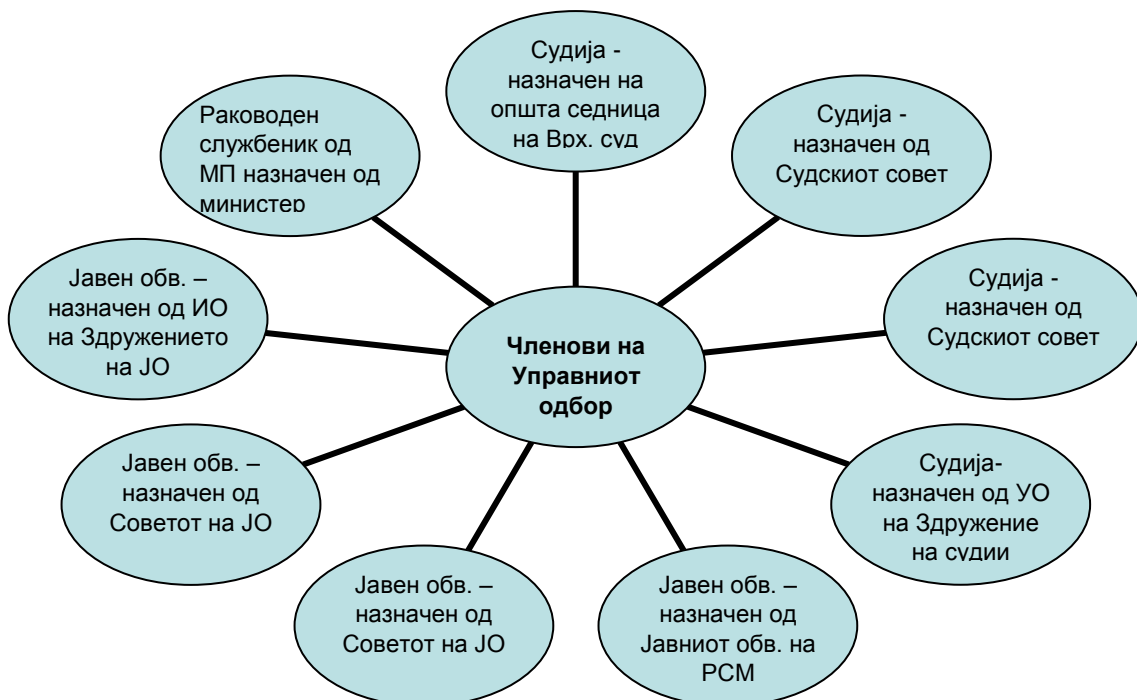 Судија -
назначен на
општа седница
на Врх. суд
Судија -
назначен од
Судскиот совет
Судија -
назначен од
Судскиот совет
Судија-
назначен од УО
на Здружение
на судии
Јавен обв. –
назначен од
Јавниот обв. на
РСМ
Јавен обв. –
назначен од
Советот на ЈО
Јавен обв. –
назначен од
Советот на ЈО
Јавен обв. –
назначен од ИО
на Здружението
на ЈО
Раководен
службеник од
МП назначен од
министер
Членови на
Управниот
одбор